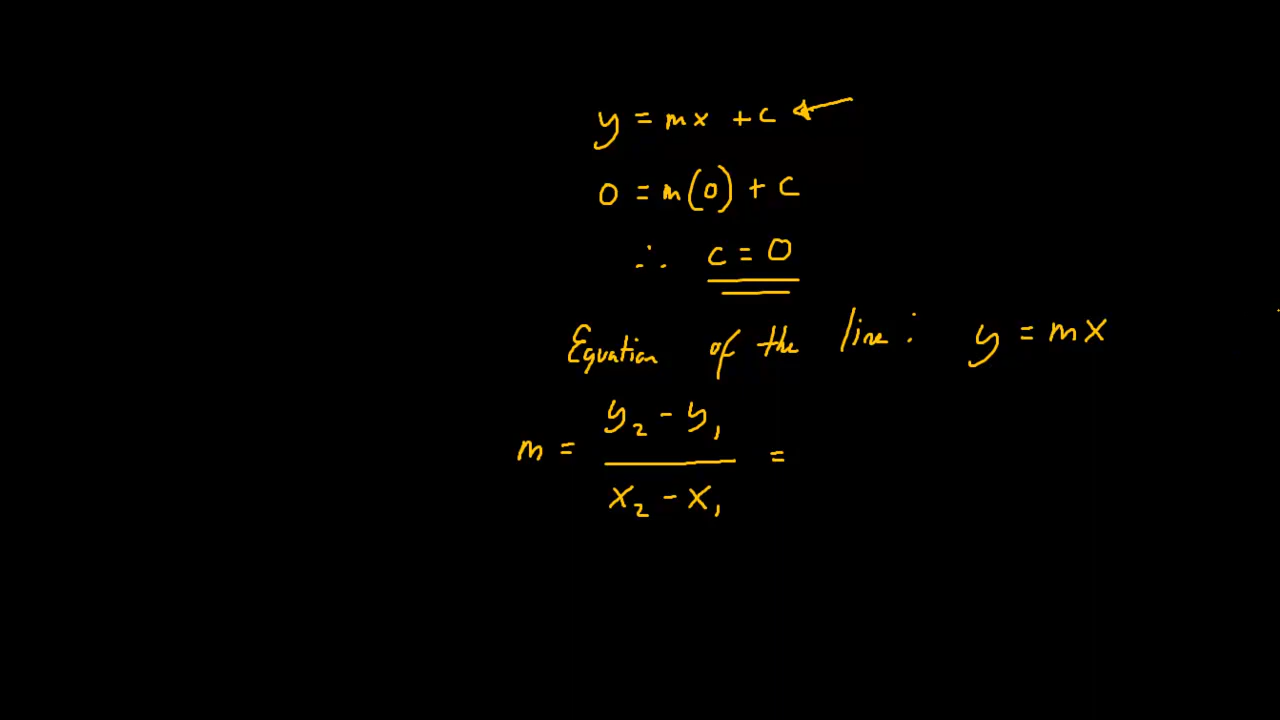 y = mx + c
0 = m(0) + c
∴ c = 0
Equation of the line: y = mx
m = y₂ - y₁ / x₂ - x₁ =